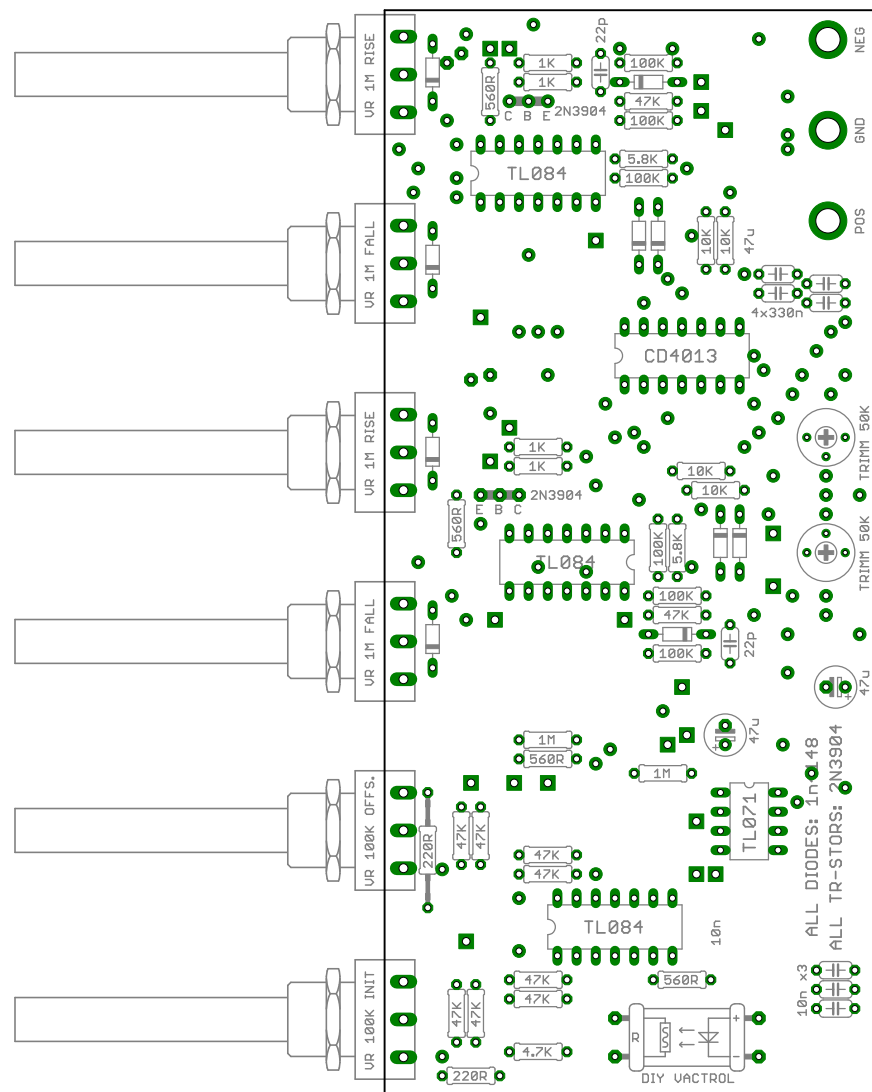 VR 1M RISE
560R
1K
1K
22p
100K
47K
100K
NEG
C B E
2N3904
GND
TL084
5.8K
100K
POS
VR 1M FALL
10K
10K
47u
4x330n
CD4013
VR 1M RISE
1K
1K
TRIMM 50K
10K
10K
E B C
2N3904
560R
TL084
100K
5.8K
TRIMM 50K
VR 1M FALL
100K
47K
100K
22p
47u
+
47u
+
1M
560R
1M
VR 100K OFFS.
220R
47K
47K
TL071
ALL DIODES: 1n4148
ALL TR-STORS: 2N3904
47K
47K
TL084
10n
VR 100K INIT
47K
47K
47K
47K
560R
10n x3
4.7K
220R
R
+
-
DIY VACTROL